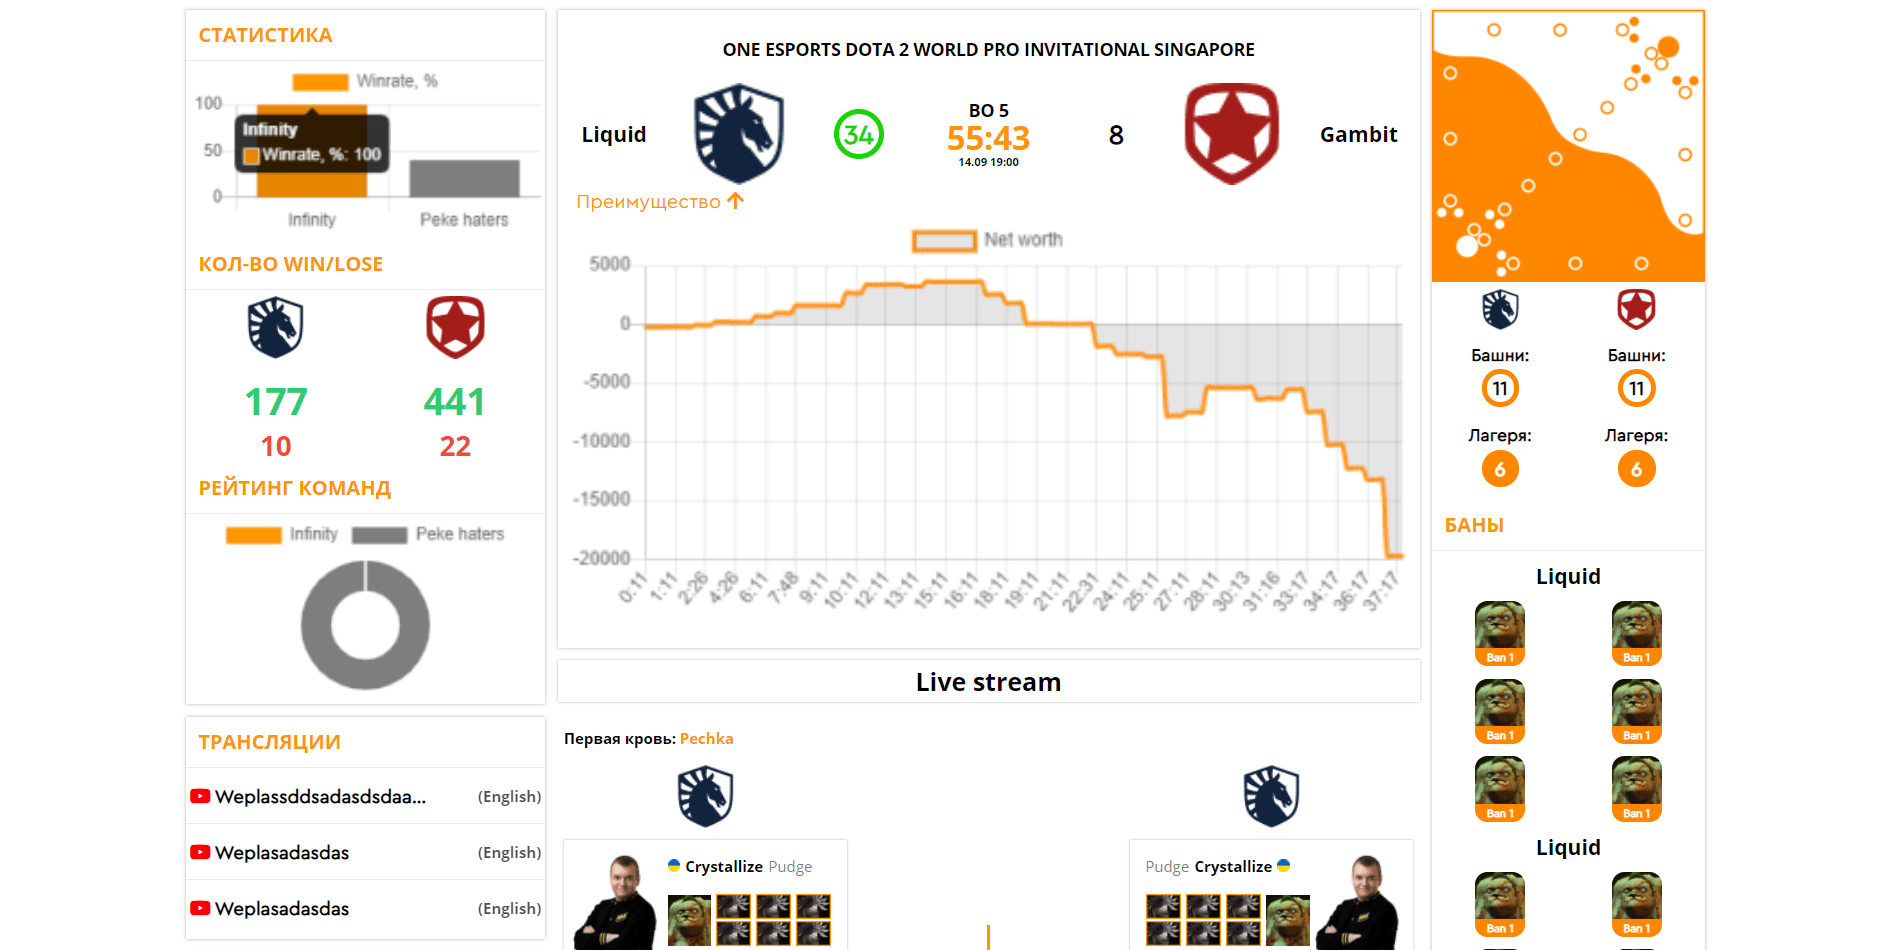 СТАТИСТИКА
Winrate, %
100
50
0
Infinity
Winrate, %: 100
Infinity
Peke haters
КОЛ-ВО WIN/LOSE
177
441
10
22
РЕЙТИНГ КОМАНД
Infinity
Peke haters
ТРАНСЛЯЦИИ
Weplassddsadasdsdaa...
(English)
Weplasadasdas
(English)
Weplasadasdas
(English)
ONE ESPORTS DOTA 2 WORLD PRO INVITATIONAL SINGAPORE
Liquid
34
BO 5
55:43
14.09 19:00
8
Gambit
Преимущество
Net worth
5000
0
-5000
-10000
-15000
-20000
0:11
1:11
2:26
4:26
6:11
7:48
9:11
10:11
12:11
13:11
15:11
16:11
18:11
19:11
21:11
22:31
24:11
25:11
27:11
28:11
30:13
31:16
33:17
34:17
36:17
37:17
Live stream
Первая кровь: Pechka
Crystallize Pudge
Pudge Crystallize
Башни:
Башни:
11
11
Лагеря:
Лагеря:
6
6
БАНЫ
Liquid
Ban 1
Ban 1
Ban 1
Ban 1
Ban 1
Ban 1
Liquid
Ban 1
Ban 1